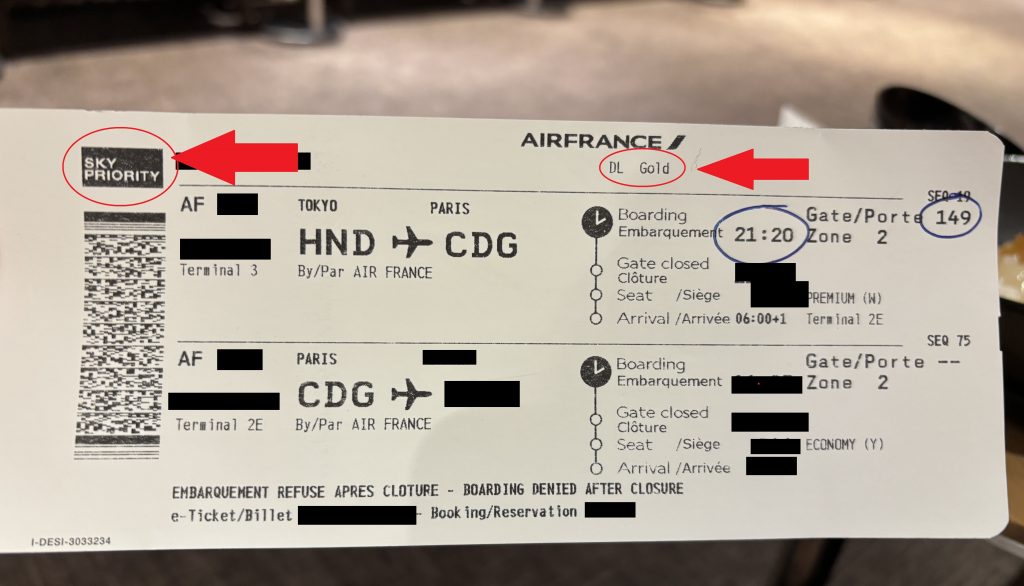 AIRFRANCE
SKY
PRIORITY
DL Gold
SEQ 19
AF TOKYO PARIS
HND CDG
Terminal 3 By/Par AIR FRANCE
Boarding
Embarquement 21:20
Gate/Porte 149
Zone 2
Gate closed
Clôture
Seat /Siège PREMIUM (W)
Arrival /Arrivée 06:00+1 Terminal 2E
SEQ 75
AF PARIS
CDG
Terminal 2E By/Par AIR FRANCE
Boarding
Embarquement
Gate/Porte --
Zone 2
Gate closed
Clôture
Seat /Siège ECONOMY (Y)
Arrival /Arrivée
EMBARQUEMENT REFUSE APRES CLOTURE - BOARDING DENIED AFTER CLOSURE
e-Ticket/Billet - Booking/Reservation
I-DESI-3033234